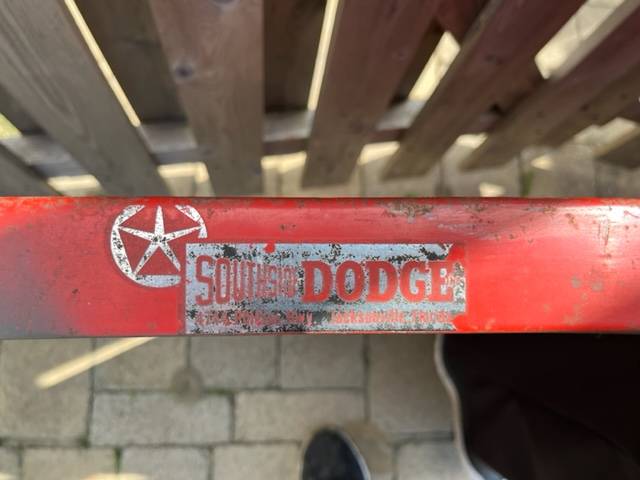 SOUTHSIDE DODGE
Jacksonville, Florida